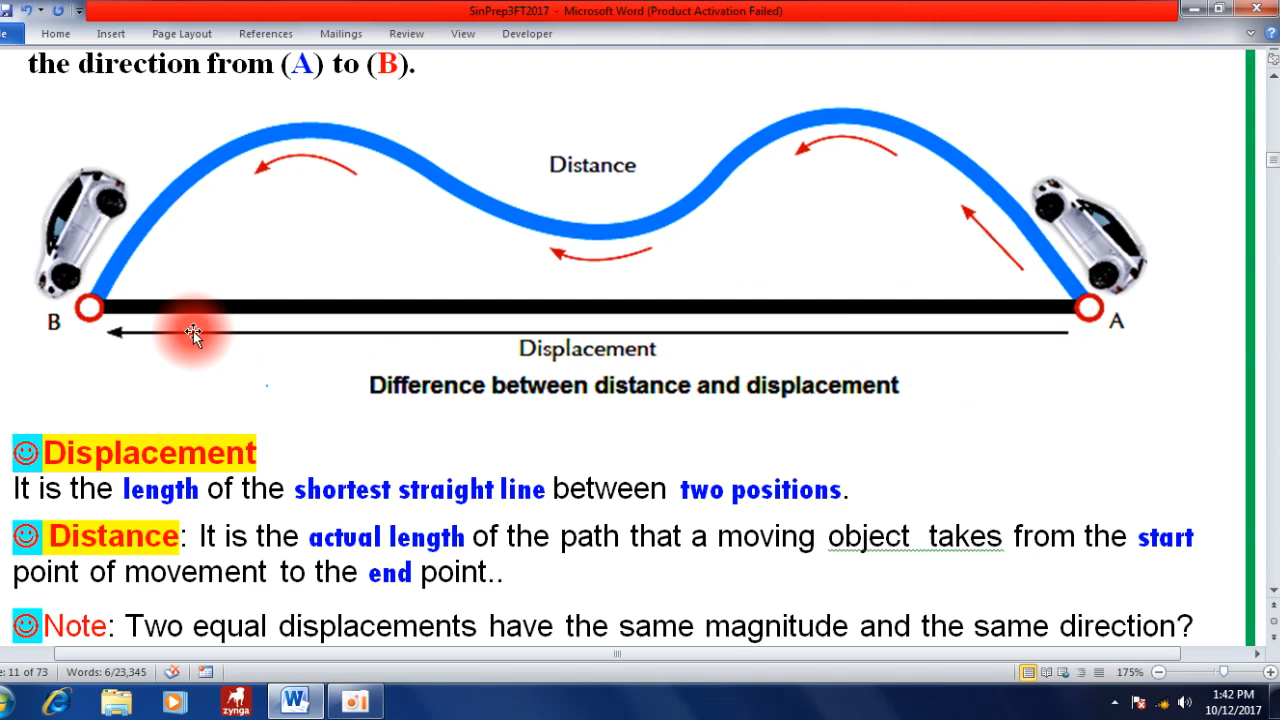 SinPrep3FT2017 - Microsoft Word (Product Activation Failed)
Home Insert Page Layout References Mailings Review View Developer
the direction from (A) to (B).
Distance
B
A
Displacement
Difference between distance and displacement
Displacement
It is the length of the shortest straight line between two positions.
Distance: It is the actual length of the path that a moving object takes from the start
point of movement to the end point..
Note: Two equal displacements have the same magnitude and the same direction?
: 11 of 73 Words: 6/23,345 175%
zynga
1:42 PM
10/12/2017